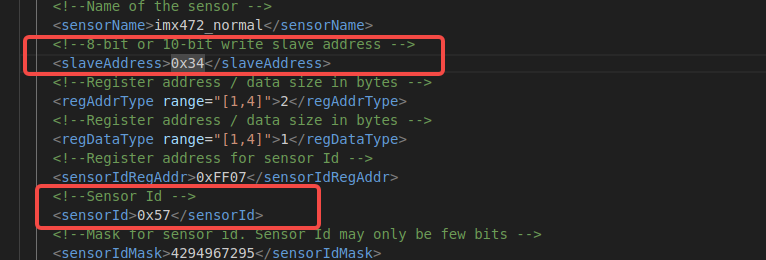 <!--Name of the sensor -->
<sensorName>imx472_normal</sensorName>
<!--8-bit or 10-bit write slave address -->
<slaveAddress>0x34</slaveAddress>
<!--Register address / data size in bytes -->
<regAddrType range="[1,4]">2</regAddrType>
<!--Register address / data size in bytes -->
<regDataType range="[1,4]">1</regDataType>
<!--Register address for sensor Id -->
<sensorIdRegAddr>0xFF07</sensorIdRegAddr>
<!--Sensor Id -->
<sensorId>0x57</sensorId>
<!--Mask for sensor id. Sensor Id may only be few bits -->
<sensorIdMask>4294967295</sensorIdMask>